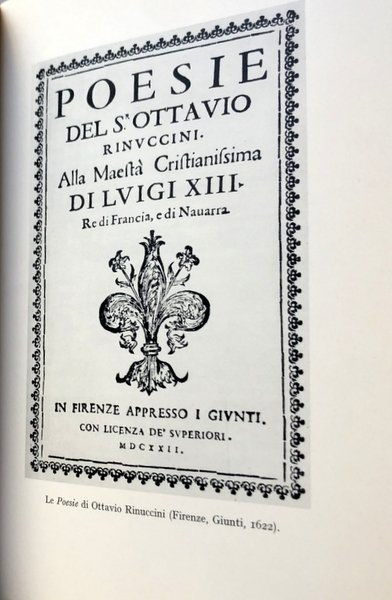 POESIE
DEL S.ʳ OTTAVIO
RINVCCINI.
Alla Maestà Cristianissima
DI LVIGI XIII.
Re di Francia, e di Nauarra
IN FIRENZE APPRESSO I GIVNTI.
CON LICENZA DE' SVPERIORI.
MDCXXII.
Le Poesie di Ottavio Rinuccini (Firenze, Giunti, 1622).